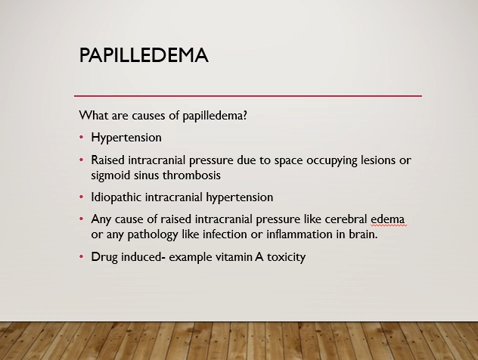 PAPILLEDEMA
What are causes of papilledema?
• Hypertension
• Raised intracranial pressure due to space occupying lesions or
sigmoid sinus thrombosis
• Idiopathic intracranial hypertension
• Any cause of raised intracranial pressure like cerebral edema
or any pathology like infection or inflammation in brain.
• Drug induced- example vitamin A toxicity